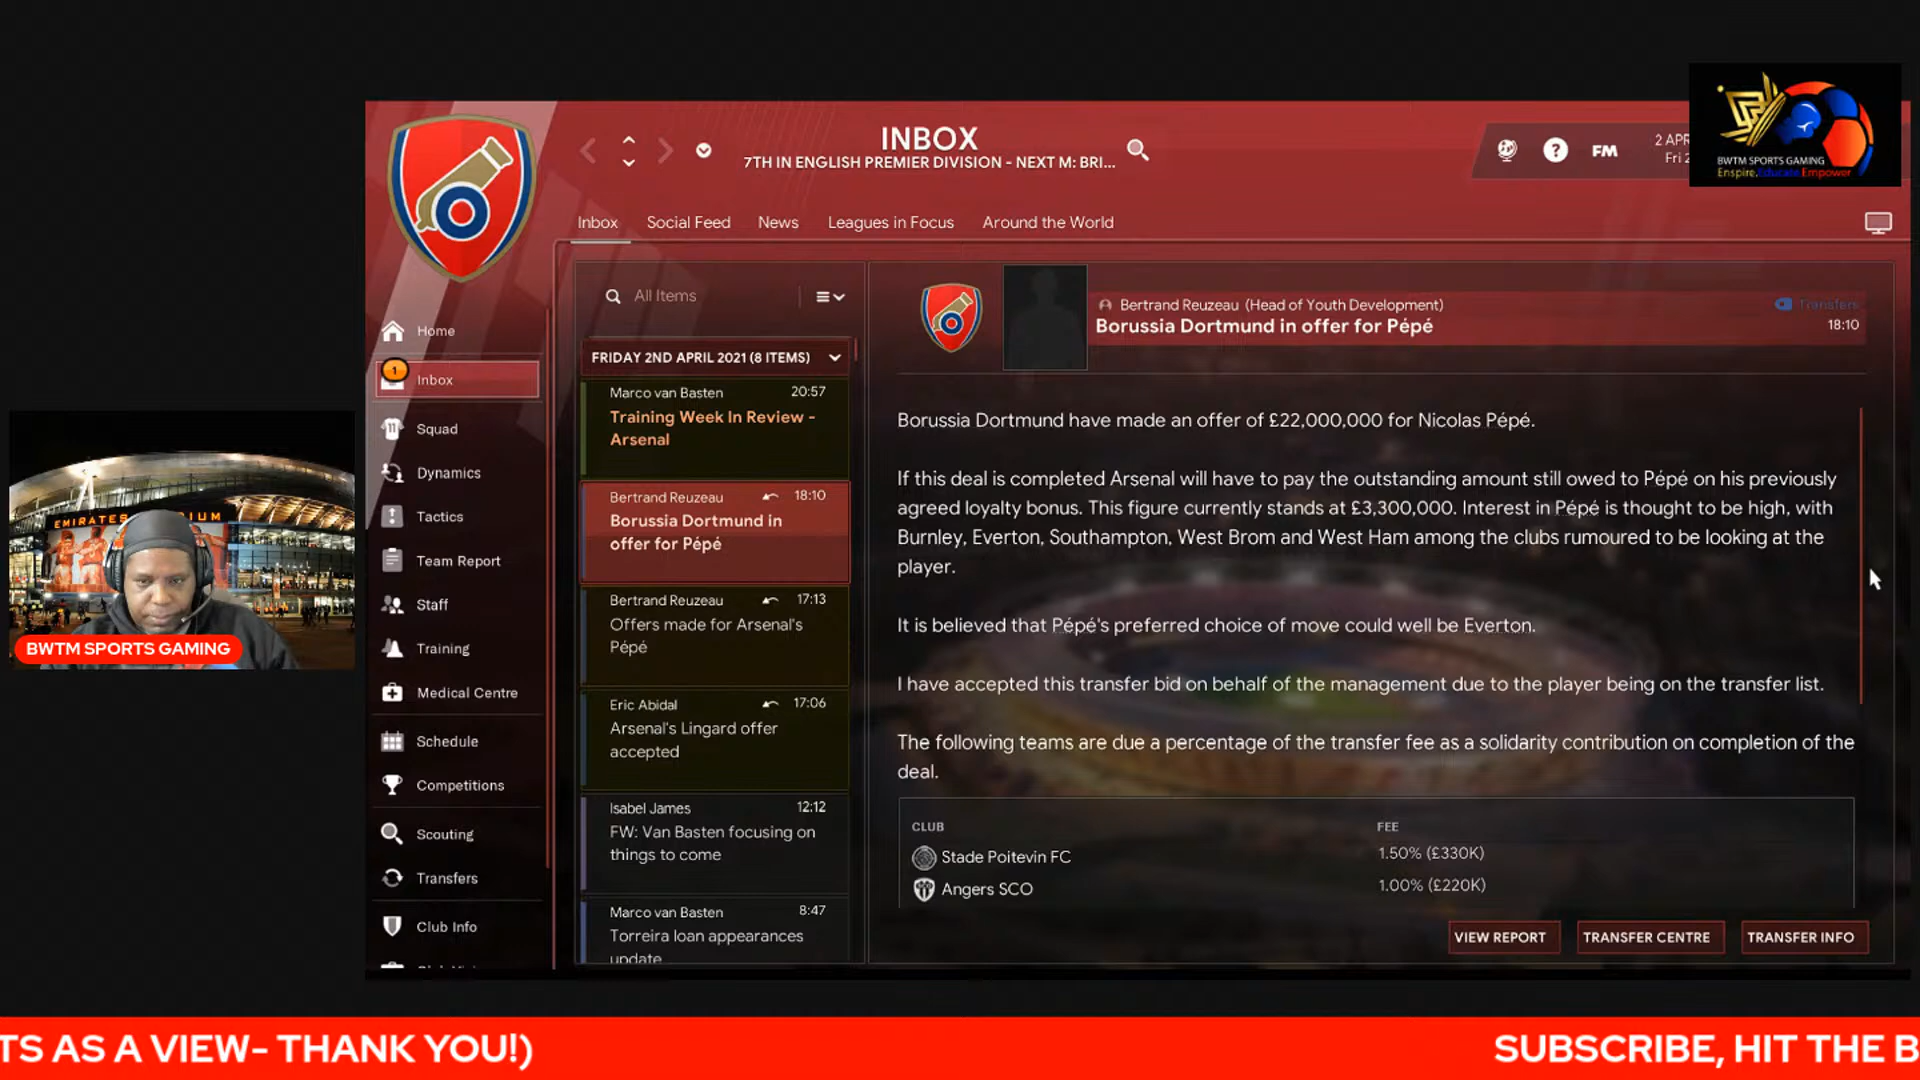 INBOX
7TH IN ENGLISH PREMIER DIVISION - NEXT M: BRI...
FM
2 APR
Fri 2
BWTM SPORTS GAMING
Enspire.Educate.Empower
Inbox
Social Feed
News
Leagues in Focus
Around the World
Home
1
Inbox
Squad
Dynamics
Tactics
Team Report
Staff
Training
Medical Centre
Schedule
Competitions
Scouting
Transfers
Club Info
All Items
FRIDAY 2ND APRIL 2021 (8 ITEMS)
Marco van Basten 20:57
Training Week In Review -
Arsenal
Bertrand Reuzeau 18:10
Borussia Dortmund in
offer for Pépé
Bertrand Reuzeau 17:13
Offers made for Arsenal's
Pépé
Eric Abidal 17:06
Arsenal's Lingard offer
accepted
Isabel James 12:12
FW: Van Basten focusing on
things to come
Marco van Basten 8:47
Torreira loan appearances
update
Bertrand Reuzeau (Head of Youth Development)
Transfers
Borussia Dortmund in offer for Pépé
18:10
Borussia Dortmund have made an offer of £22,000,000 for Nicolas Pépé.
If this deal is completed Arsenal will have to pay the outstanding amount still owed to Pépé on his previously
agreed loyalty bonus. This figure currently stands at £3,300,000. Interest in Pépé is thought to be high, with
Burnley, Everton, Southampton, West Brom and West Ham among the clubs rumoured to be looking at the
player.
It is believed that Pépé's preferred choice of move could well be Everton.
I have accepted this transfer bid on behalf of the management due to the player being on the transfer list.
The following teams are due a percentage of the transfer fee as a solidarity contribution on completion of the
deal.
CLUB FEE
Stade Poitevin FC 1.50% (£330K)
Angers SCO 1.00% (£220K)
VIEW REPORT
TRANSFER CENTRE
TRANSFER INFO
BWTM SPORTS GAMING
TS AS A VIEW- THANK YOU!)
SUBSCRIBE, HIT THE B